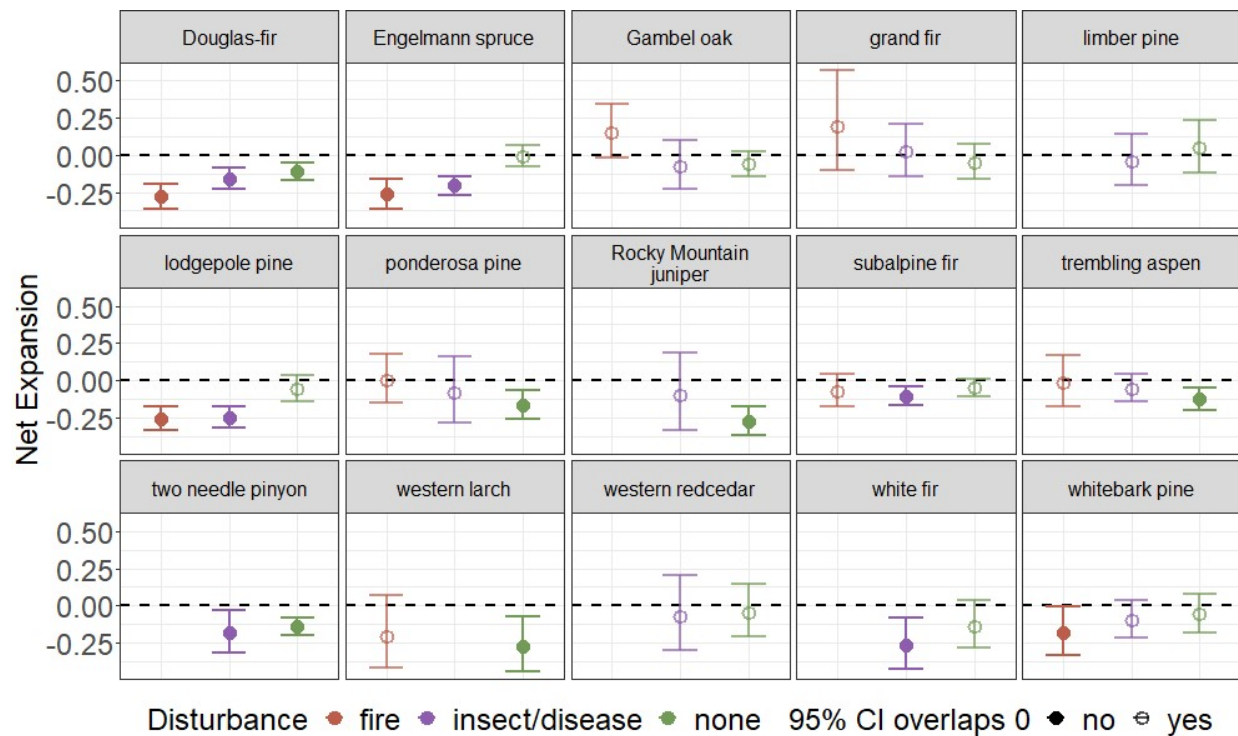 Douglas-fir
Engelmann spruce
Gambel oak
grand fir
limber pine
0.50
0.25
0.00
-0.25
lodgepole pine
ponderosa pine
Rocky Mountain
juniper
subalpine fir
trembling aspen
0.50
0.25
0.00
-0.25
two needle pinyon
western larch
western redcedar
white fir
whitebark pine
0.50
0.25
0.00
-0.25
Net Expansion
Disturbance fire insect/disease none 95% CI overlaps 0 no yes